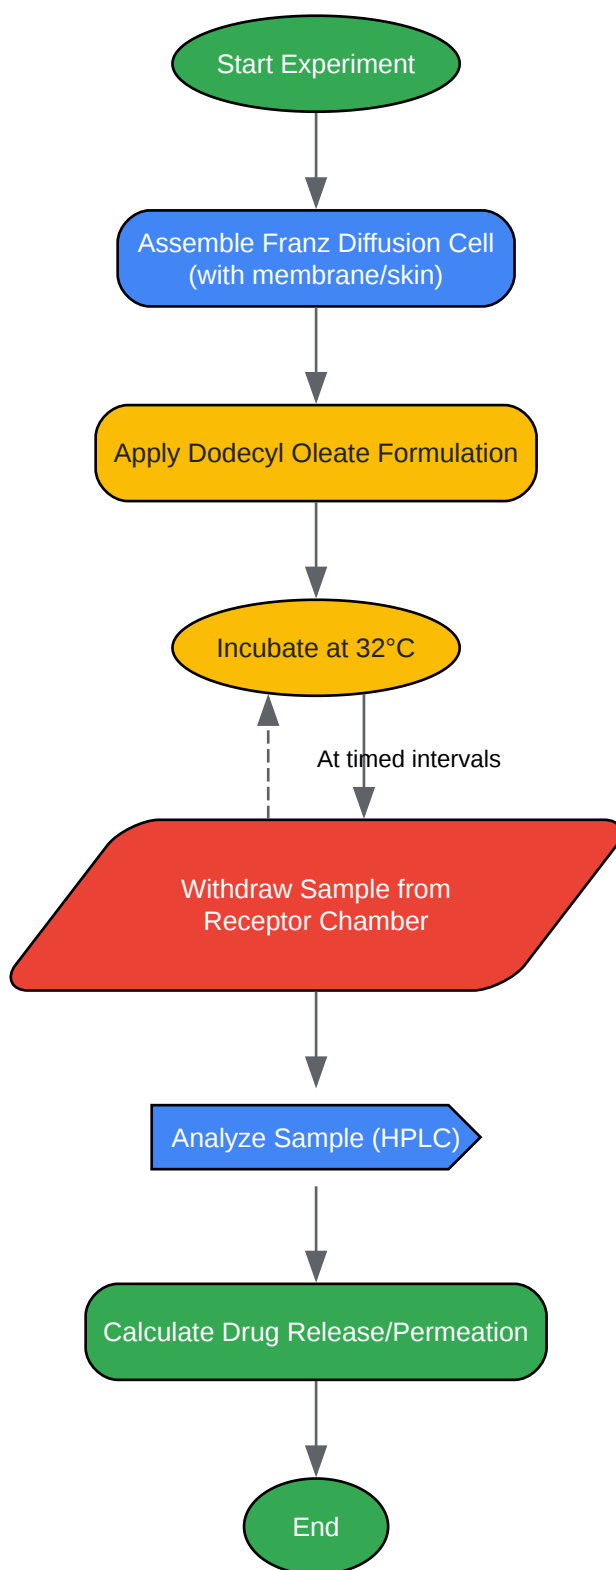 Start Experiment
Assemble Franz Diffusion Cell
(with membrane/skin)
Apply Dodecyl Oleate Formulation
Incubate at 32°C
At timed intervals
Withdraw Sample from
Receptor Chamber
Analyze Sample (HPLC)
Calculate Drug Release/Permeation
End